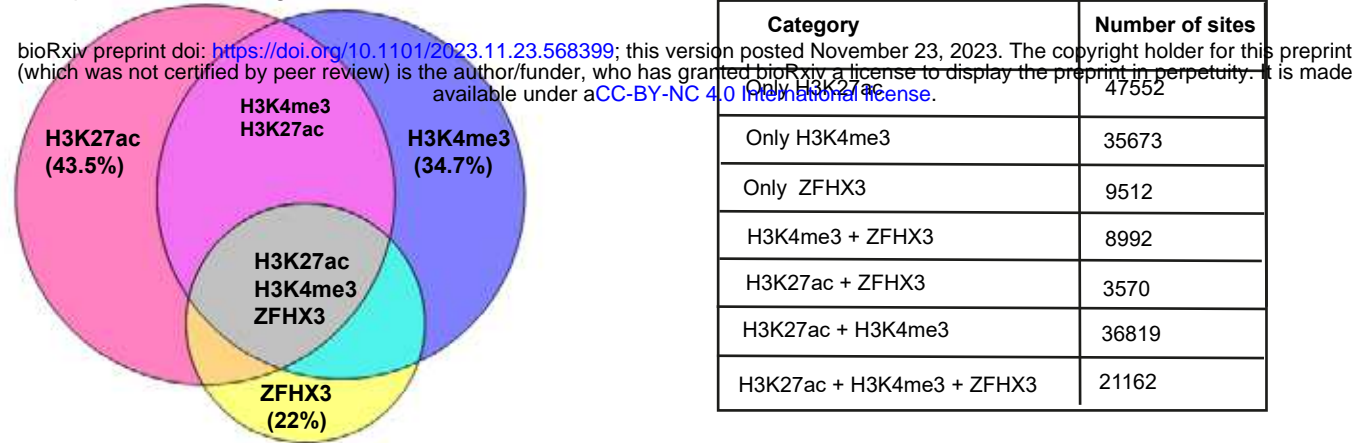 Category Number of sites
bioRxiv preprint doi: https://doi.org/10.1101/2023.11.23.568399; this version posted November 23, 2023. The copyright holder for this preprint
(which was not certified by peer review) is the author/funder, who has granted bioRxiv a license to display the preprint in perpetuity. It is made
available under aCC-BY-NC 4.0 International license.
Only H3K27ac 47552
H3K4me3
H3K27ac
H3K27ac
(43.5%)
H3K4me3
(34.7%)
Only H3K4me3 35673
Only ZFHX3 9512
H3K4me3 + ZFHX3 8992
H3K27ac
H3K4me3
ZFHX3
H3K27ac + ZFHX3 3570
H3K27ac + H3K4me3 36819
H3K27ac + H3K4me3 + ZFHX3 21162
ZFHX3
(22%)